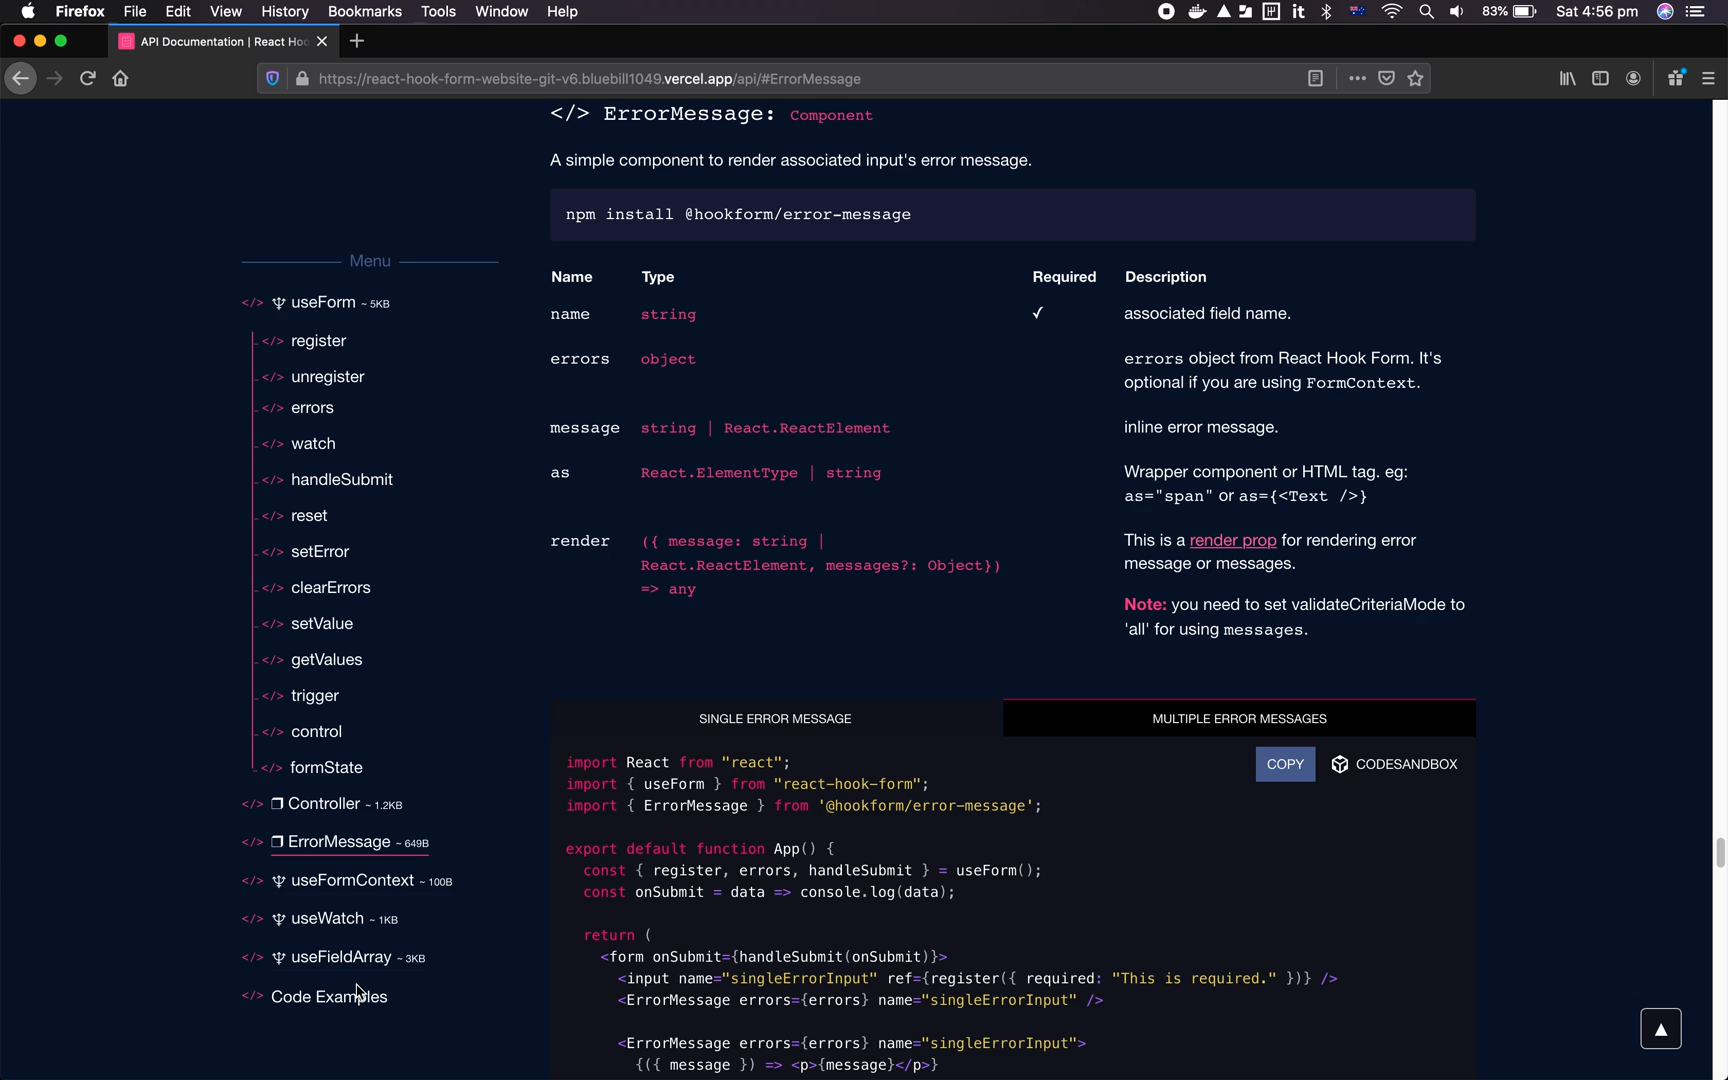 Firefox File Edit View History Bookmarks Tools Window Help
83% Sat 4:56 pm
API Documentation | React Hoo
https://react-hook-form-website-git-v6.bluebill1049.vercel.app/api/#ErrorMessage
</> ErrorMessage: Component
A simple component to render associated input's error message.
npm install @hookform/error-message
Menu
</> useForm ~ 5KB
</> register
</> unregister
</> errors
</> watch
</> handleSubmit
</> reset
</> setError
</> clearErrors
</> setValue
</> getValues
</> trigger
</> control
</> formState
</> Controller ~ 1.2KB
</> ErrorMessage ~ 649B
</> useFormContext ~ 100B
</> useWatch ~ 1KB
</> useFieldArray ~ 3KB
</> Code Examples
Name Type Required Description
name string ✓ associated field name.
errors object errors object from React Hook Form. It's
optional if you are using FormContext.
message string | React.ReactElement inline error message.
as React.ElementType | string Wrapper component or HTML tag. eg:
as="span" or as={<Text />}
render ({ message: string | This is a render prop for rendering error
React.ReactElement, messages?: Object}) message or messages.
=> any
Note: you need to set validateCriteriaMode to
'all' for using messages.
SINGLE ERROR MESSAGE MULTIPLE ERROR MESSAGES
COPY CODESANDBOX
import React from "react";
import { useForm } from "react-hook-form";
import { ErrorMessage } from '@hookform/error-message';
export default function App() {
const { register, errors, handleSubmit } = useForm();
const onSubmit = data => console.log(data);
return (
<form onSubmit={handleSubmit(onSubmit)}>
<input name="singleErrorInput" ref={register({ required: "This is required." })} />
<ErrorMessage errors={errors} name="singleErrorInput" />
<ErrorMessage errors={errors} name="singleErrorInput">
{({ message }) => <p>{message}</p>}